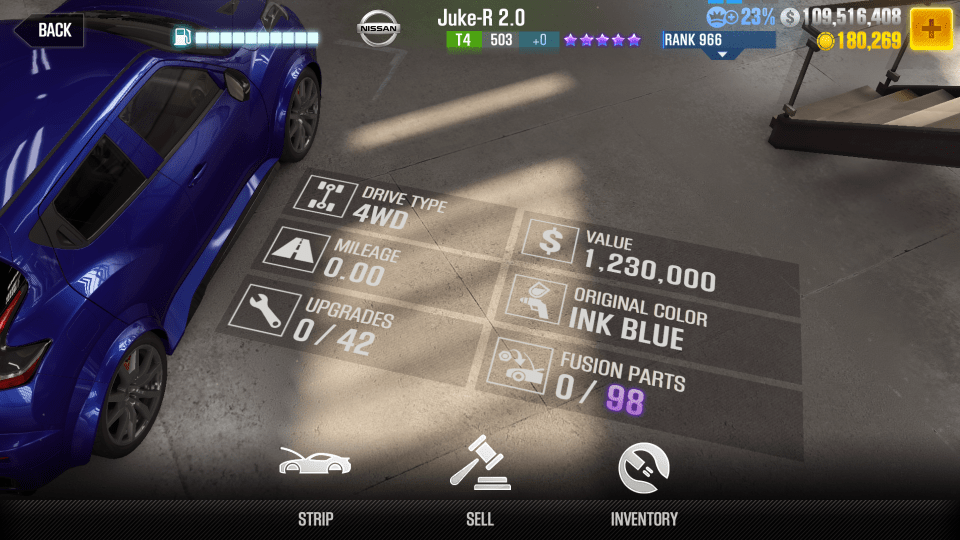 BACK
NISSAN
Juke-R 2.0
T4 503 +0
RANK 966
23%
$ 109,516,408
180,269
DRIVE TYPE
4WD
MILEAGE
0.00
UPGRADES
0 / 42
$ VALUE
1,230,000
ORIGINAL COLOR
INK BLUE
FUSION PARTS
0 / 98
STRIP
SELL
INVENTORY